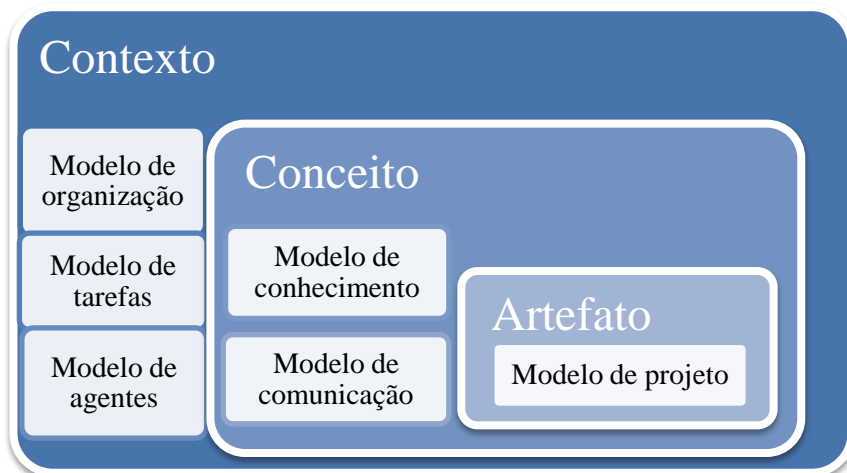 Contexto
Modelo de
organização
Modelo de
tarefas
Modelo de
agentes
Conceito
Modelo de
conhecimento
Modelo de
comunicação
Artefato
Modelo de projeto